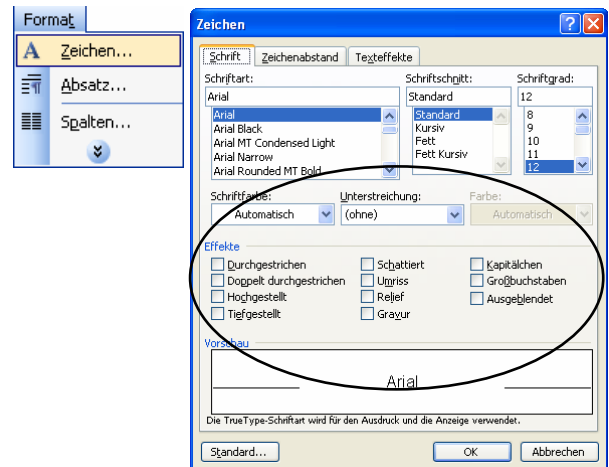 Format
Zeichen...
Absatz...
Spalten...
Zeichen
Schrift Zeichenabstand Texteffekte
Schriftart: Schriftschnitt: Schriftgrad:
Arial Standard 12
Arial Standard 8
Arial Black Kursiv 9
Arial MT Condensed Light Fett 10
Arial Narrow Fett Kursiv 11
Arial Rounded MT Bold 12
Schriftfarbe: Unterstreichung: Farbe:
Automatisch (ohne) Automatisch
Effekte
Durchgestrichen Schattiert Kapitälchen
Doppelt durchgestrichen Umriss Großbuchstaben
Hochgestellt Relief Ausgeblendet
Tiefgestellt Gravur
Vorschau
Arial
Die TrueType-Schriftart wird für den Ausdruck und die Anzeige verwendet.
Standard... OK Abbrechen